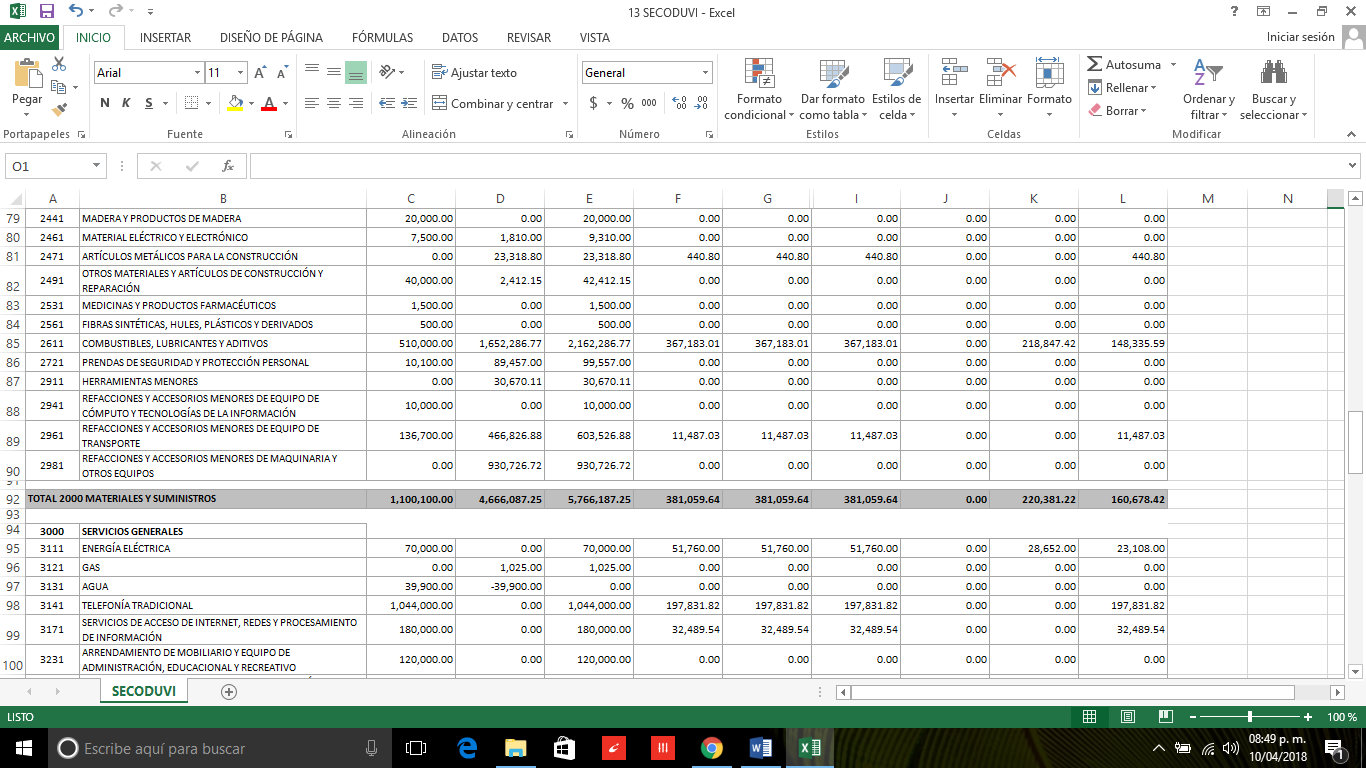 13 SECODUVI - Excel
ARCHIVO INICIO INSERTAR DISEÑO DE PÁGINA FÓRMULAS DATOS REVISAR VISTA Iniciar sesión
Pegar
Arial 11
N K S
Ajustar texto
Combinar y centrar
General
$ % 000
Formato condicional
Dar formato como tabla
Estilos de celda
Insertar Eliminar Formato
Autosuma
Rellenar
Borrar
Ordenar y filtrar
Buscar y seleccionar
Portapapeles Fuente Alineación Número Estilos Celdas Modificar
O1 fx
A B C D E F G I J K L M N
79 2441 MADERA Y PRODUCTOS DE MADERA 20,000.00 0.00 20,000.00 0.00 0.00 0.00 0.00 0.00 0.00
80 2461 MATERIAL ELÉCTRICO Y ELECTRÓNICO 7,500.00 1,810.00 9,310.00 0.00 0.00 0.00 0.00 0.00 0.00
81 2471 ARTÍCULOS METÁLICOS PARA LA CONSTRUCCIÓN 0.00 23,318.80 23,318.80 440.80 440.80 440.80 0.00 0.00 440.80
82 2491 OTROS MATERIALES Y ARTÍCULOS DE CONSTRUCCIÓN Y
REPARACIÓN 40,000.00 2,412.15 42,412.15 0.00 0.00 0.00 0.00 0.00 0.00
83 2531 MEDICINAS Y PRODUCTOS FARMACÉUTICOS 1,500.00 0.00 1,500.00 0.00 0.00 0.00 0.00 0.00 0.00
84 2561 FIBRAS SINTÉTICAS, HULES, PLÁSTICOS Y DERIVADOS 500.00 0.00 500.00 0.00 0.00 0.00 0.00 0.00 0.00
85 2611 COMBUSTIBLES, LUBRICANTES Y ADITIVOS 510,000.00 1,652,286.77 2,162,286.77 367,183.01 367,183.01 367,183.01 0.00 218,847.42 148,335.59
86 2721 PRENDAS DE SEGURIDAD Y PROTECCIÓN PERSONAL 10,100.00 89,457.00 99,557.00 0.00 0.00 0.00 0.00 0.00 0.00
87 2911 HERRAMIENTAS MENORES 0.00 30,670.11 30,670.11 0.00 0.00 0.00 0.00 0.00 0.00
88 2941 REFACCIONES Y ACCESORIOS MENORES DE EQUIPO DE
CÓMPUTO Y TECNOLOGÍAS DE LA INFORMACIÓN 10,000.00 0.00 10,000.00 0.00 0.00 0.00 0.00 0.00 0.00
89 2961 REFACCIONES Y ACCESORIOS MENORES DE EQUIPO DE
TRANSPORTE 136,700.00 466,826.88 603,526.88 11,487.03 11,487.03 11,487.03 0.00 0.00 11,487.03
90 2981 REFACCIONES Y ACCESORIOS MENORES DE MAQUINARIA Y
OTROS EQUIPOS 0.00 930,726.72 930,726.72 0.00 0.00 0.00 0.00 0.00 0.00
91
92 TOTAL 2000 MATERIALES Y SUMINISTROS 1,100,100.00 4,666,087.25 5,766,187.25 381,059.64 381,059.64 381,059.64 0.00 220,381.22 160,678.42
93
94 3000 SERVICIOS GENERALES
95 3111 ENERGÍA ELÉCTRICA 70,000.00 0.00 70,000.00 51,760.00 51,760.00 51,760.00 0.00 28,652.00 23,108.00
96 3121 GAS 0.00 1,025.00 1,025.00 0.00 0.00 0.00 0.00 0.00 0.00
97 3131 AGUA 39,900.00 -39,900.00 0.00 0.00 0.00 0.00 0.00 0.00 0.00
98 3141 TELEFONÍA TRADICIONAL 1,044,000.00 0.00 1,044,000.00 197,831.82 197,831.82 197,831.82 0.00 0.00 197,831.82
99 3171 SERVICIOS DE ACCESO DE INTERNET, REDES Y PROCESAMIENTO
DE INFORMACIÓN 180,000.00 0.00 180,000.00 32,489.54 32,489.54 32,489.54 0.00 0.00 32,489.54
100 3231 ARRENDAMIENTO DE MOBILIARIO Y EQUIPO DE
ADMINISTRACIÓN, EDUCACIONAL Y RECREATIVO 120,000.00 0.00 120,000.00 0.00 0.00 0.00 0.00 0.00 0.00
SECODUVI
LISTO 100 %
Escribe aquí para buscar
08:49 p. m.
10/04/2018
1